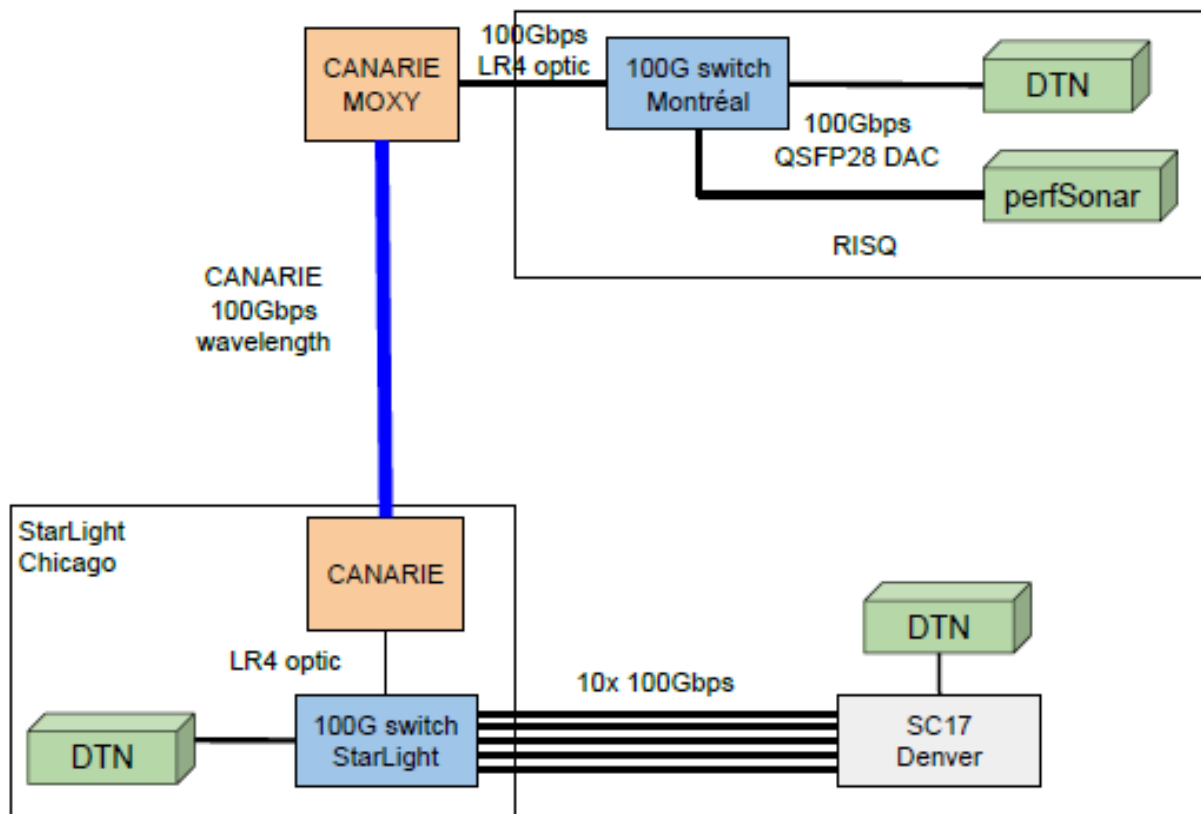 100Gbps
LR4 optic
CANARIE
MOXY
100G switch
Montréal
DTN
100Gbps
QSFP28 DAC
perfSonar
RISQ
CANARIE
100Gbps
wavelength
StarLight
Chicago
CANARIE
LR4 optic
DTN
10x 100Gbps
DTN
100G switch
StarLight
SC17
Denver